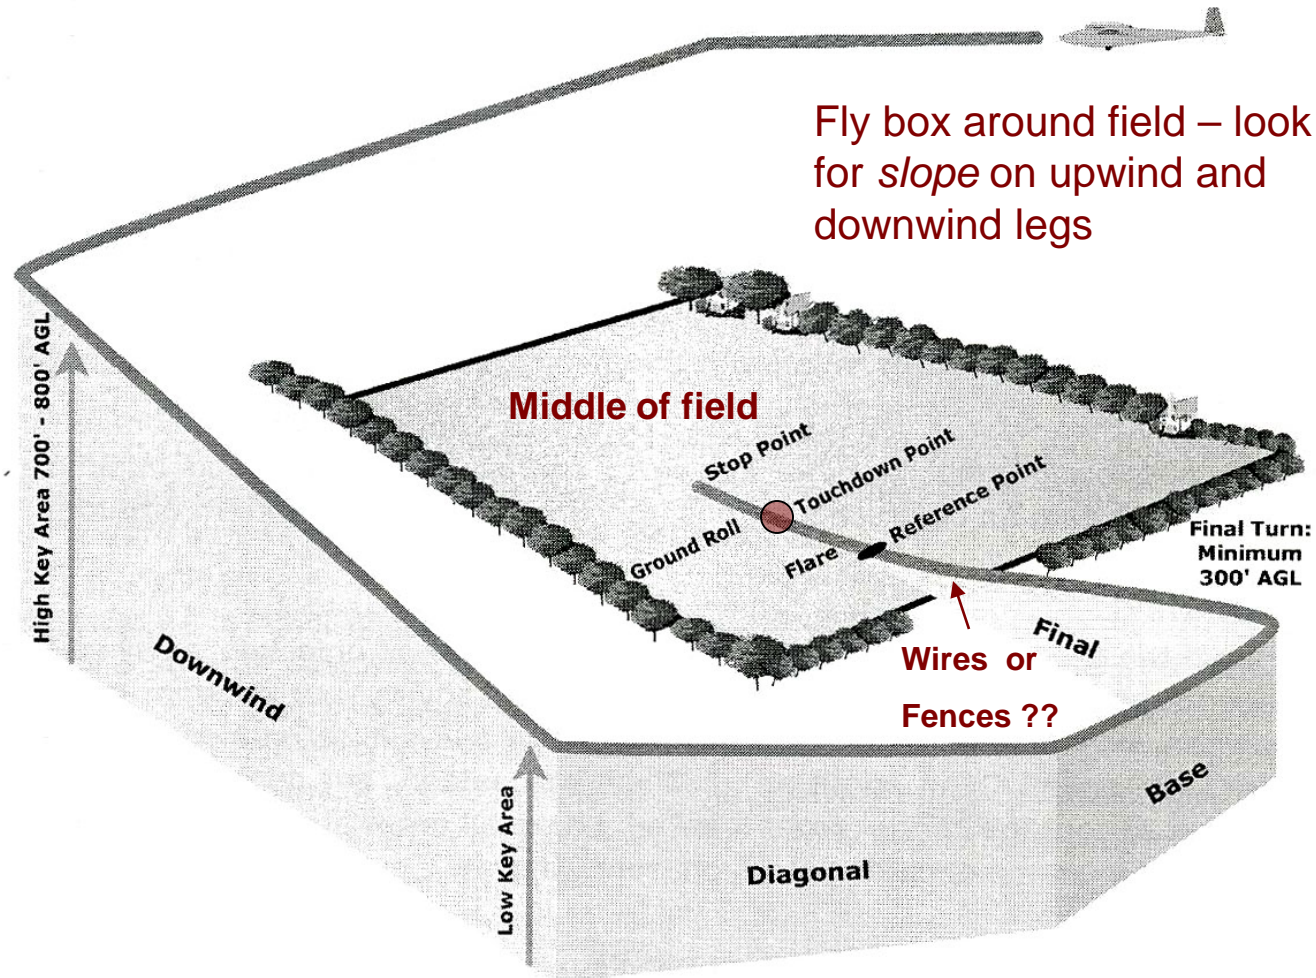 Fly box around field – look
for slope on upwind and
downwind legs
High Key Area 700' - 800' AGL
Middle of field
Stop Point
Touchdown Point
Reference Point
Ground Roll
Flare
Final Turn:
Minimum
300' AGL
Final
Wires or
Fences ??
Downwind
Low Key Area
Diagonal
Base